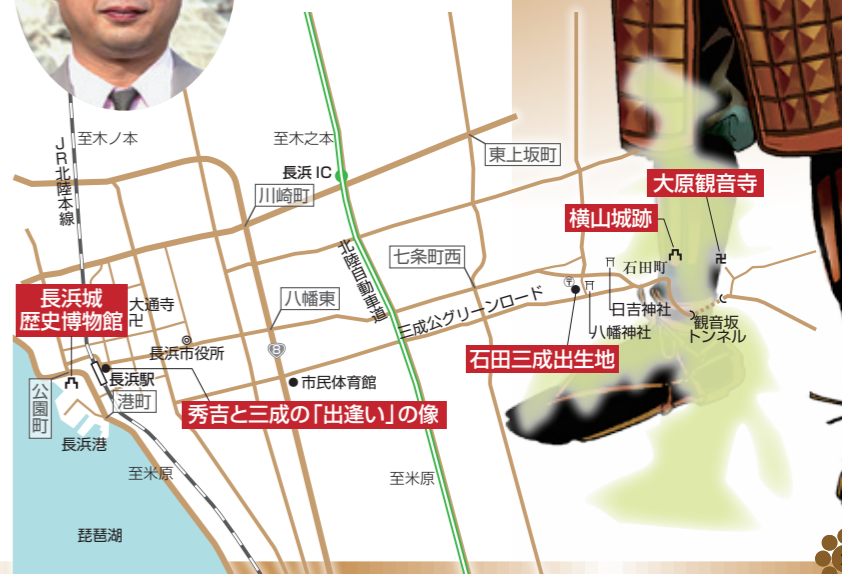 至木ノ本
至木之本
JR北陸本線
長浜IC
東上坂町
川崎町
大原観音寺
横山城跡
北陸自動車道
七条町西
石田町
卍
長浜城
歴史博物館
大通寺
卍
八幡東
三成公グリーンロード
日吉神社
八幡神社
観音坂
トンネル
8
長浜市役所
石田三成出生地
長浜駅
市民体育館
公園町
港町
秀吉と三成の「出逢い」の像
長浜港
至米原
至米原
琵琶湖